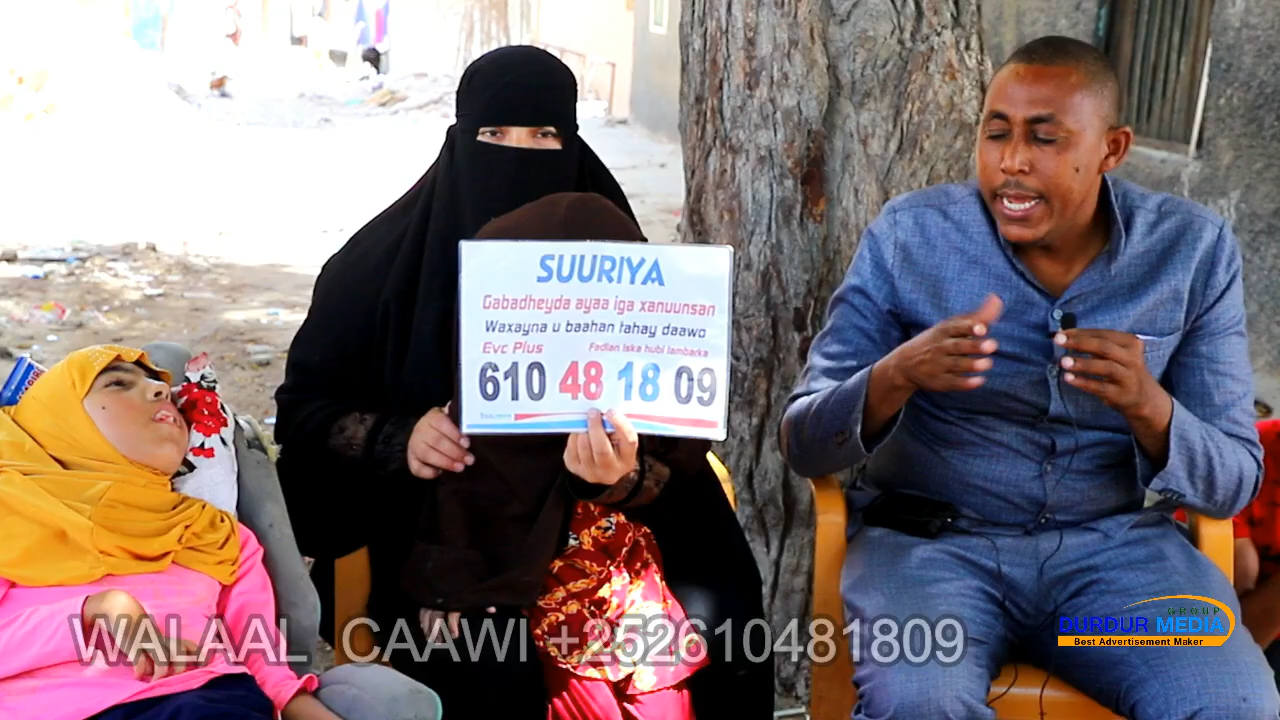 SUURIYA
Gabadheyda ayaa iga xanuunsan
Waxayna u baahan tahay daawo
Evc Plus
Fadlan iska hubi lambarka
610 48 18 09
WALAAL CAAWI +252610481809
GROUP
DURDUR MEDIA
Best Advertisement Maker